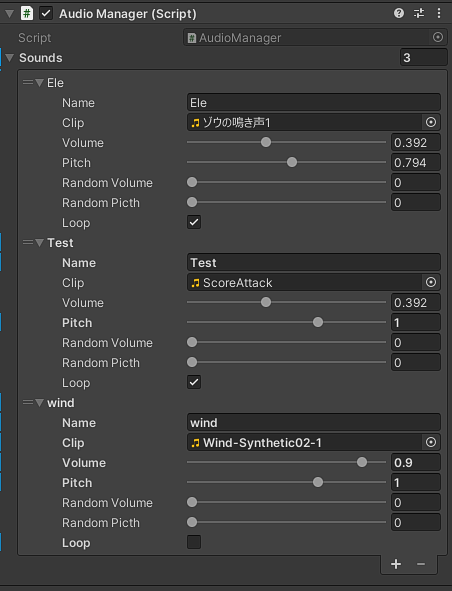 Audio Manager (Script)
Script AudioManager
Sounds 3
Ele
Name Ele
Clip ゾウの鳴き声1
Volume 0.392
Pitch 0.794
Random Volume 0
Random Picth 0
Loop
Test
Name Test
Clip ScoreAttack
Volume 0.392
Pitch 1
Random Volume 0
Random Picth 0
Loop
wind
Name wind
Clip Wind-Synthetic02-1
Volume 0.9
Pitch 1
Random Volume 0
Random Picth 0
Loop